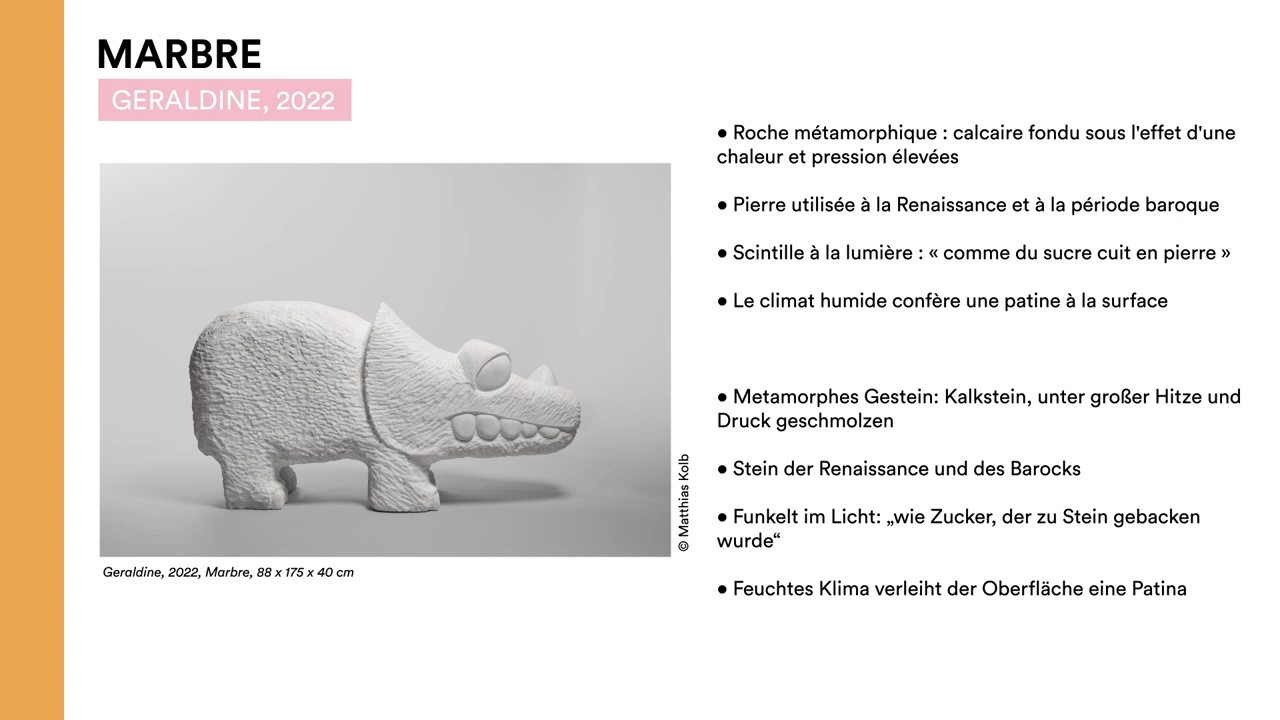 MARBRE
GERALDINE, 2022
© Matthias Kolb
Geraldine, 2022, Marbre, 88 x 175 x 40 cm
● Roche métamorphique : calcaire fondu sous l'effet d'une
chaleur et pression élevées
● Pierre utilisée à la Renaissance et à la période baroque
● Scintille à la lumière : « comme du sucre cuit en pierre »
● Le climat humide confère une patine à la surface
● Metamorphes Gestein: Kalkstein, unter großer Hitze und
Druck geschmolzen
● Stein der Renaissance und des Barocks
● Funkelt im Licht: „wie Zucker, der zu Stein gebacken
wurde“
● Feuchtes Klima verleiht der Oberfläche eine Patina